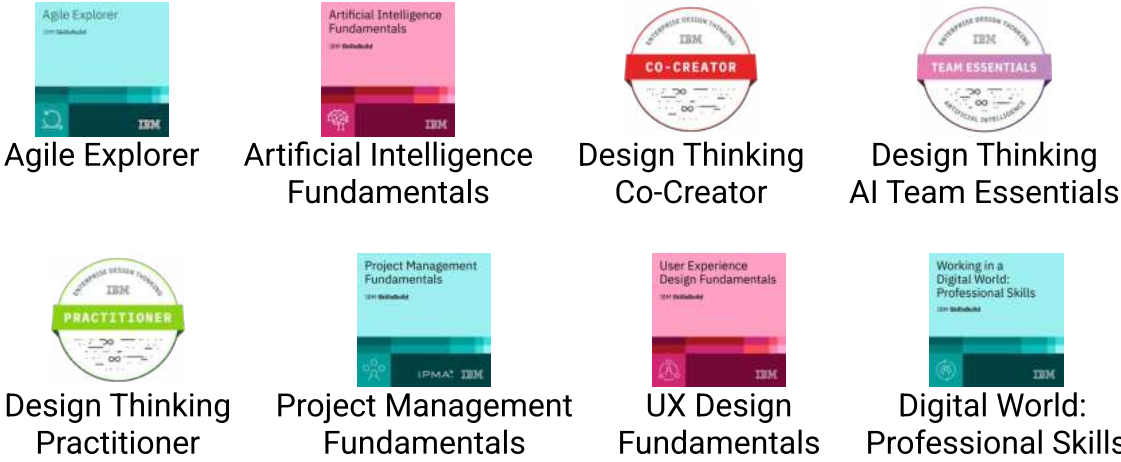 Agile Explorer
IBM SkillsBuild
IBM
Agile Explorer
Artificial Intelligence
Fundamentals
IBM SkillsBuild
IBM
Artificial Intelligence
Fundamentals
ENTERPRISE DESIGN THINKING
IBM
CO-CREATOR
Design Thinking
Co-Creator
ENTERPRISE DESIGN THINKING
IBM
TEAM ESSENTIALS
ARTIFICIAL INTELLIGENCE
Design Thinking
AI Team Essentials
ENTERPRISE DESIGN THINKING
IBM
PRACTITIONER
Design Thinking
Practitioner
Project Management
Fundamentals
IBM SkillsBuild
IPMA IBM
Project Management
Fundamentals
User Experience
Design Fundamentals
IBM SkillsBuild
IBM
UX Design
Fundamentals
Working in a
Digital World:
Professional Skills
IBM SkillsBuild
IBM
Digital World:
Professional Skills